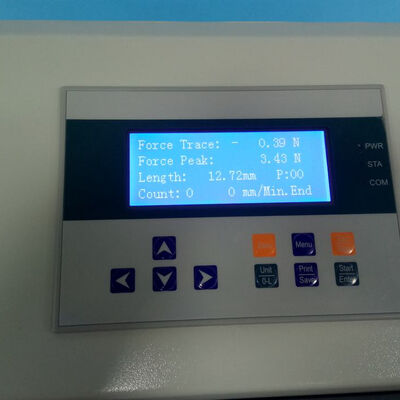 Force Trace: - 0.39 N
Force Peak: 3.43 N
Length: 12.72mm P:00
Count: 0 0 mm/Min.End
PWR
STA
COM
Menu
Unit
0-L
Print
Save
Start
Enter